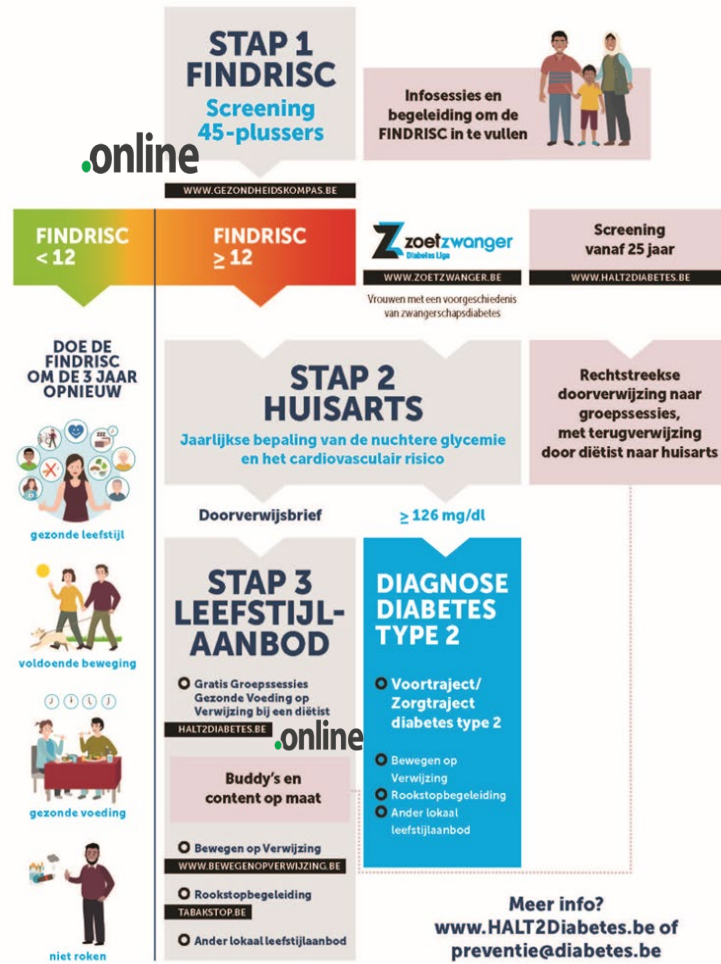 STAP 1
FINDRISC
Screening
45-plussers
.online
WWW.GEZONDHEIDSKOMPAS.BE
Infosessies en
begeleiding om de
FINDRISC in te vullen
FINDRISC
< 12
FINDRISC
≥ 12
zoetzwanger
Diabetes Liga
WWW.ZOETZWANGER.BE
Vrouwen met een voorgeschiedenis
van zwangerschapsdiabetes
Screening
vanaf 25 jaar
WWW.HALT2DIABETES.BE
DOE DE
FINDRISC
OM DE 3 JAAR
OPNIEUW
gezonde leefstijl
voldoende beweging
gezonde voeding
niet roken
STAP 2
HUISARTS
Jaarlijkse bepaling van de nuchtere glycemie
en het cardiovasculair risico
Rechtstreekse
doorverwijzing naar
groepssessies,
met terugverwijzing
door diëtist naar huisarts
Doorverwijsbrief
≥ 126 mg/dl
STAP 3
LEEFSTIJL-
AANBOD
Gratis Groepssessies
Gezonde Voeding op
Verwijzing bij een diëtist
HALT2DIABETES.BE
.online
Buddy's en
content op maat
Bewegen op Verwijzing
WWW.BEWEGENOPVERWIJZING.BE
Rookstopbegeleiding
TABAKSTOP.BE
Ander lokaal leefstijlaanbod
DIAGNOSE
DIABETES
TYPE 2
Voortraject/
Zorgtraject
diabetes type 2
Bewegen op
Verwijzing
Rookstopbegeleiding
Ander lokaal
leefstijlaanbod
Meer info?
www.HALT2Diabetes.be of
preventie@diabetes.be